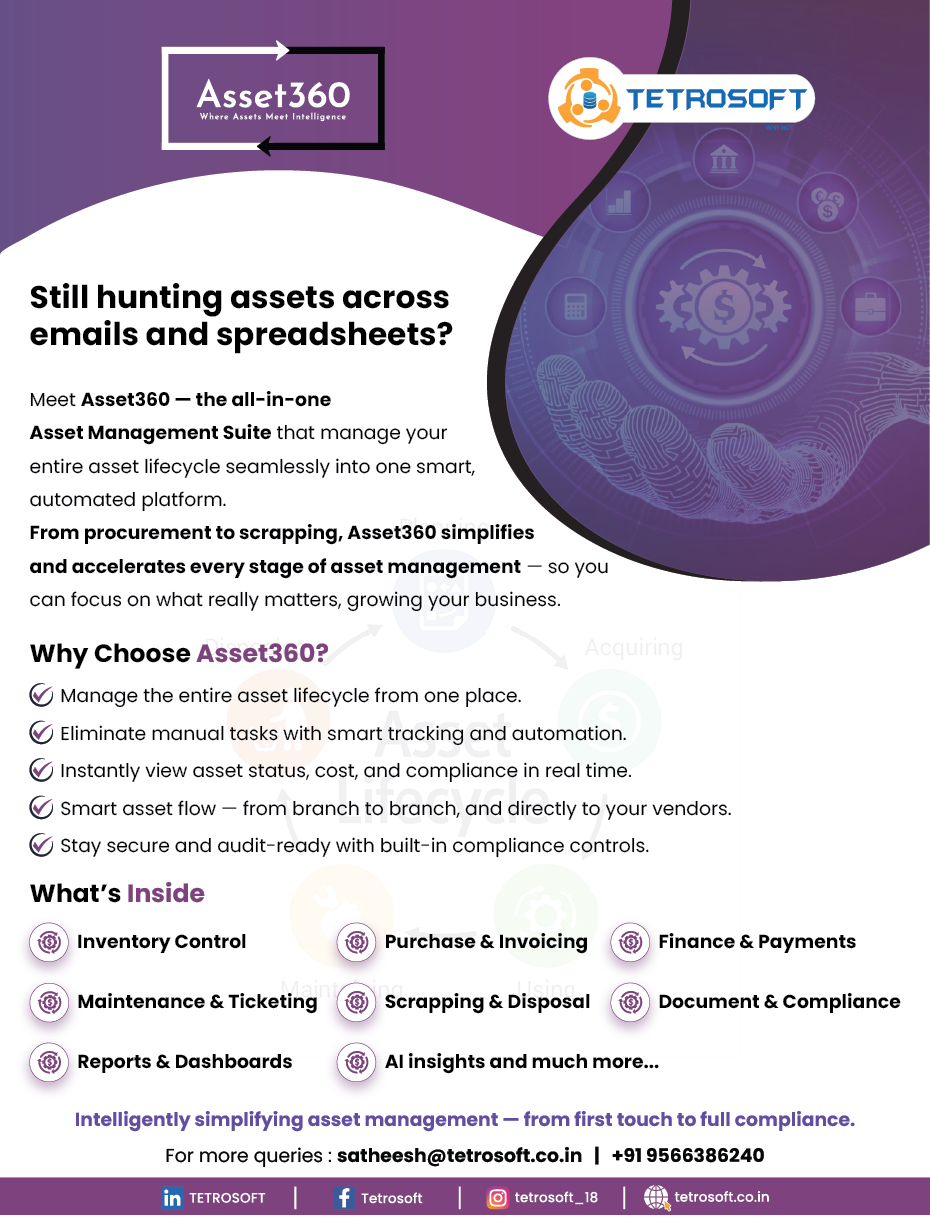 Asset360
Where Assets Meet Intelligence
TETROSOFT
Still hunting assets across
emails and spreadsheets?
Meet Asset360 — the all-in-one
Asset Management Suite that manage your
entire asset lifecycle seamlessly into one smart,
automated platform.
From procurement to scrapping, Asset360 simplifies
and accelerates every stage of asset management — so you
can focus on what really matters, growing your business.
Why Choose Asset360?
Acquiring
Manage the entire asset lifecycle from one place.
Eliminate manual tasks with smart tracking and automation.
Instantly view asset status, cost, and compliance in real time.
Smart asset flow — from branch to branch, and directly to your vendors.
Stay secure and audit-ready with built-in compliance controls.
Asset
Lifecycle
What's Inside
Inventory Control
Purchase & Invoicing
Finance & Payments
Maintenance & Ticketing
Scrapping & Disposal
Document & Compliance
Using
Reports & Dashboards
AI insights and much more...
Intelligently simplifying asset management — from first touch to full compliance.
For more queries : satheesh@tetrosoft.co.in | +91 9566386240
TETROSOFT | Tetrosoft | tetrosoft_18 | tetrosoft.co.in